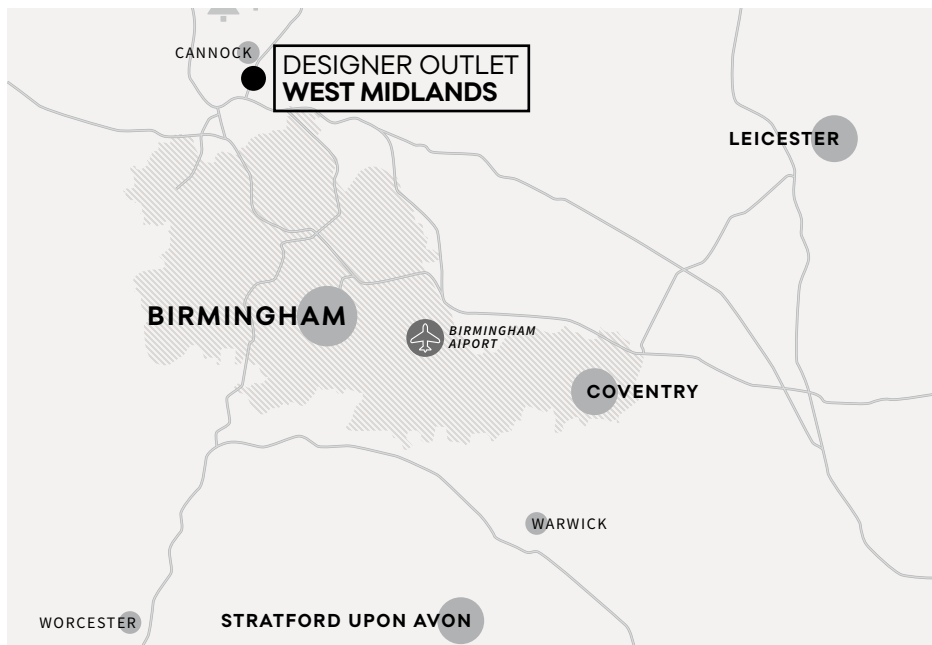 CANNOCK
DESIGNER OUTLET
WEST MIDLANDS
LEICESTER
BIRMINGHAM
BIRMINGHAM
AIPORT
COVENTRY
WARWICK
WORCESTER
STRATFORD UPON AVON